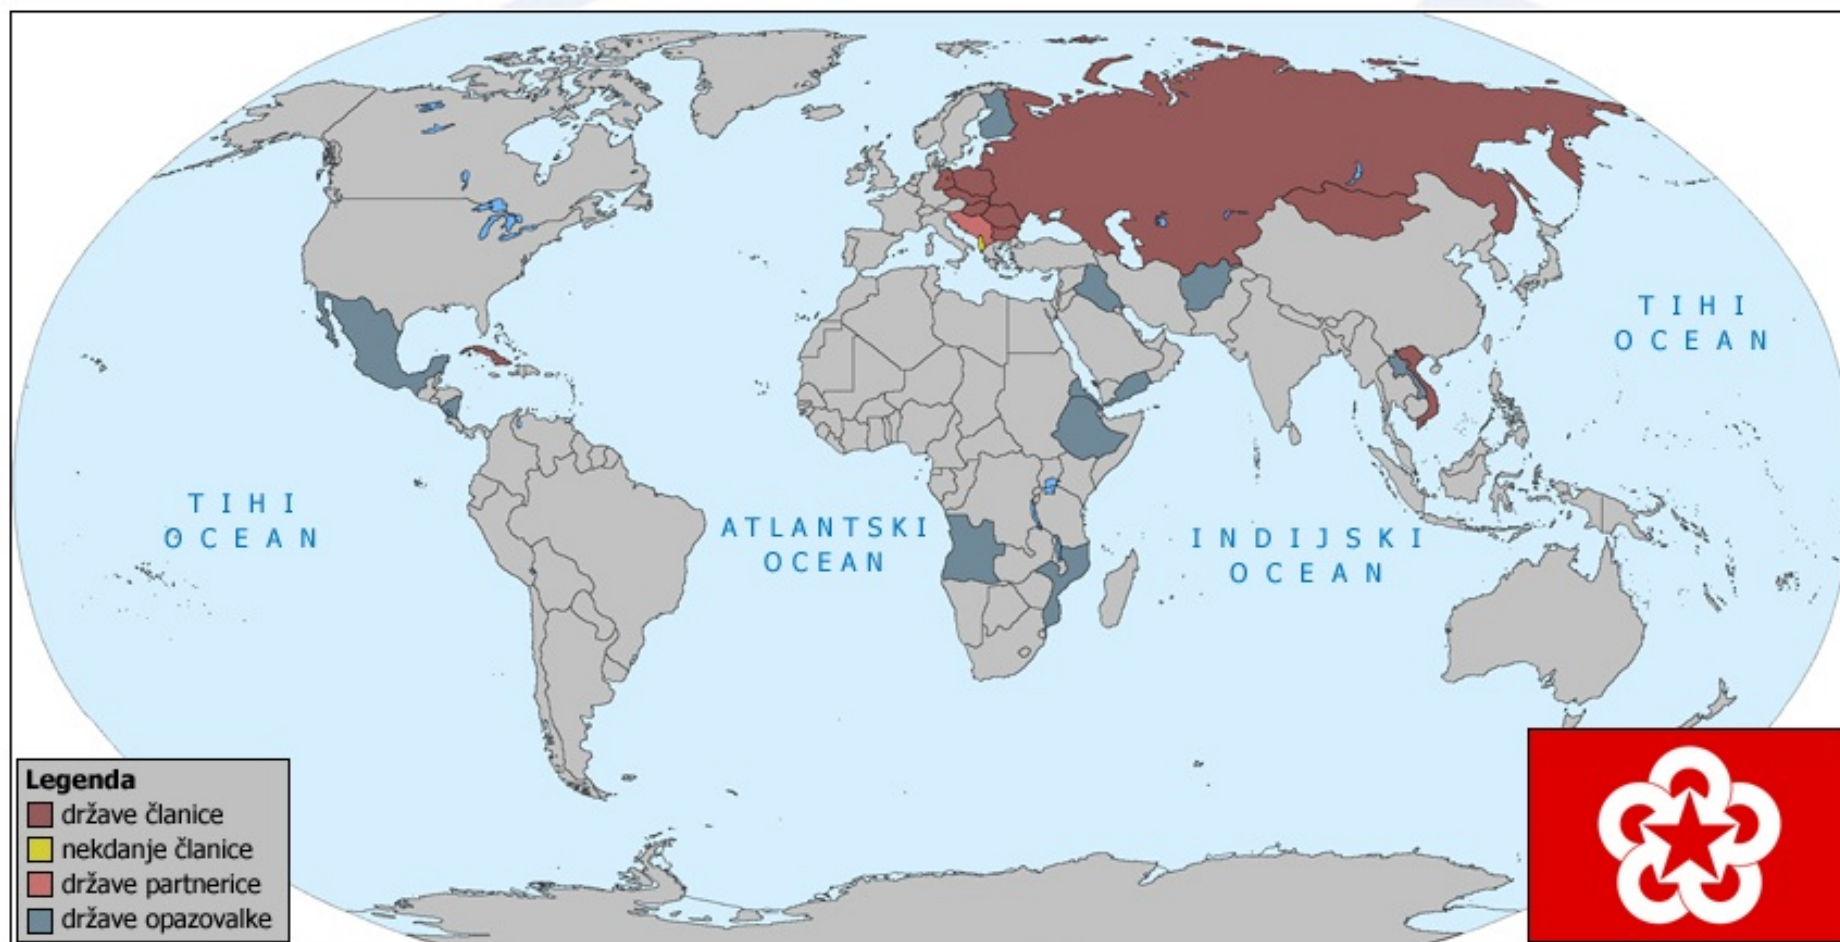 TIHI
OCEAN
TIHI
OCEAN
ATLANTSKI
OCEAN
INDIJSKI
OCEAN
Legenda
države članice
nekdanje članice
države partnerice
države opazovalke